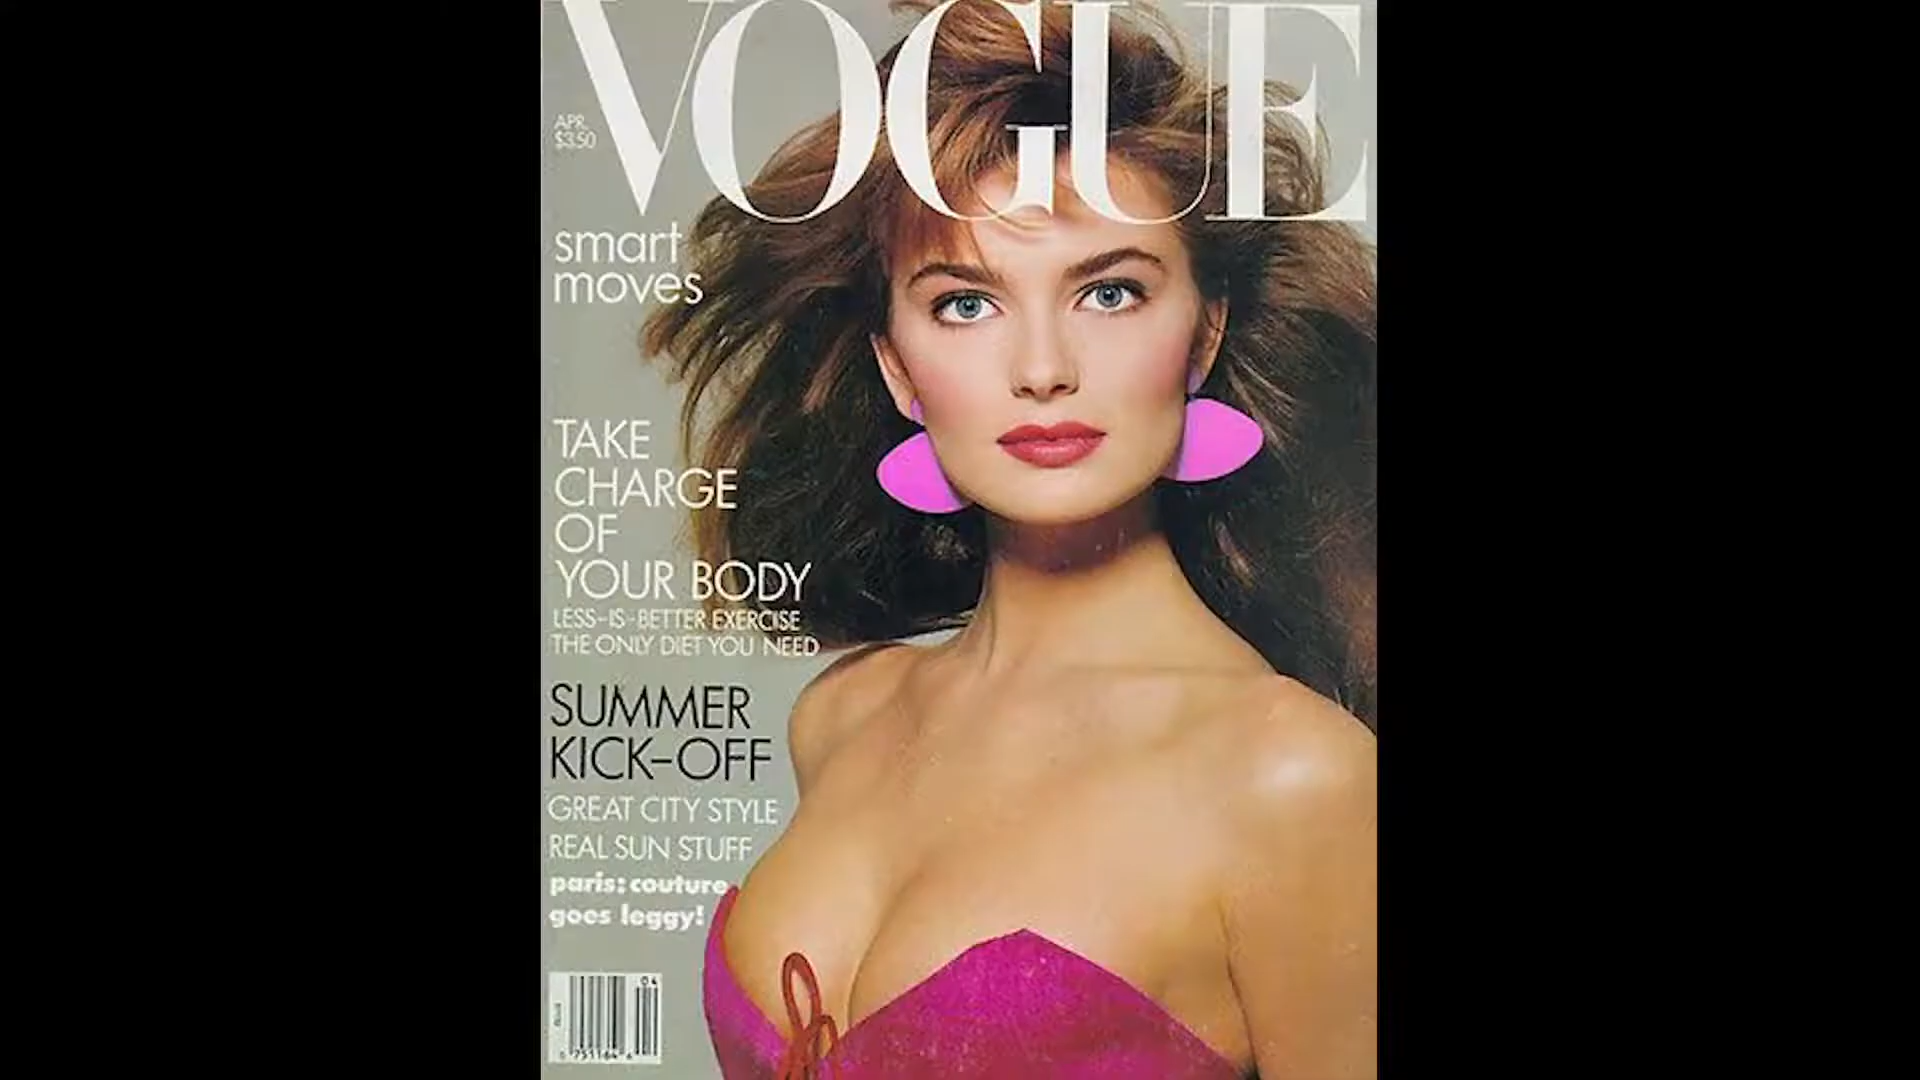 VOGUE
APR.
$3.50
smart
moves
TAKE
CHARGE
OF
YOUR BODY
LESS-IS-BETTER EXERCISE
THE ONLY DIET YOU NEED
SUMMER
KICK-OFF
GREAT CITY STYLE
REAL SUN STUFF
paris: couture
goes leggy!
04